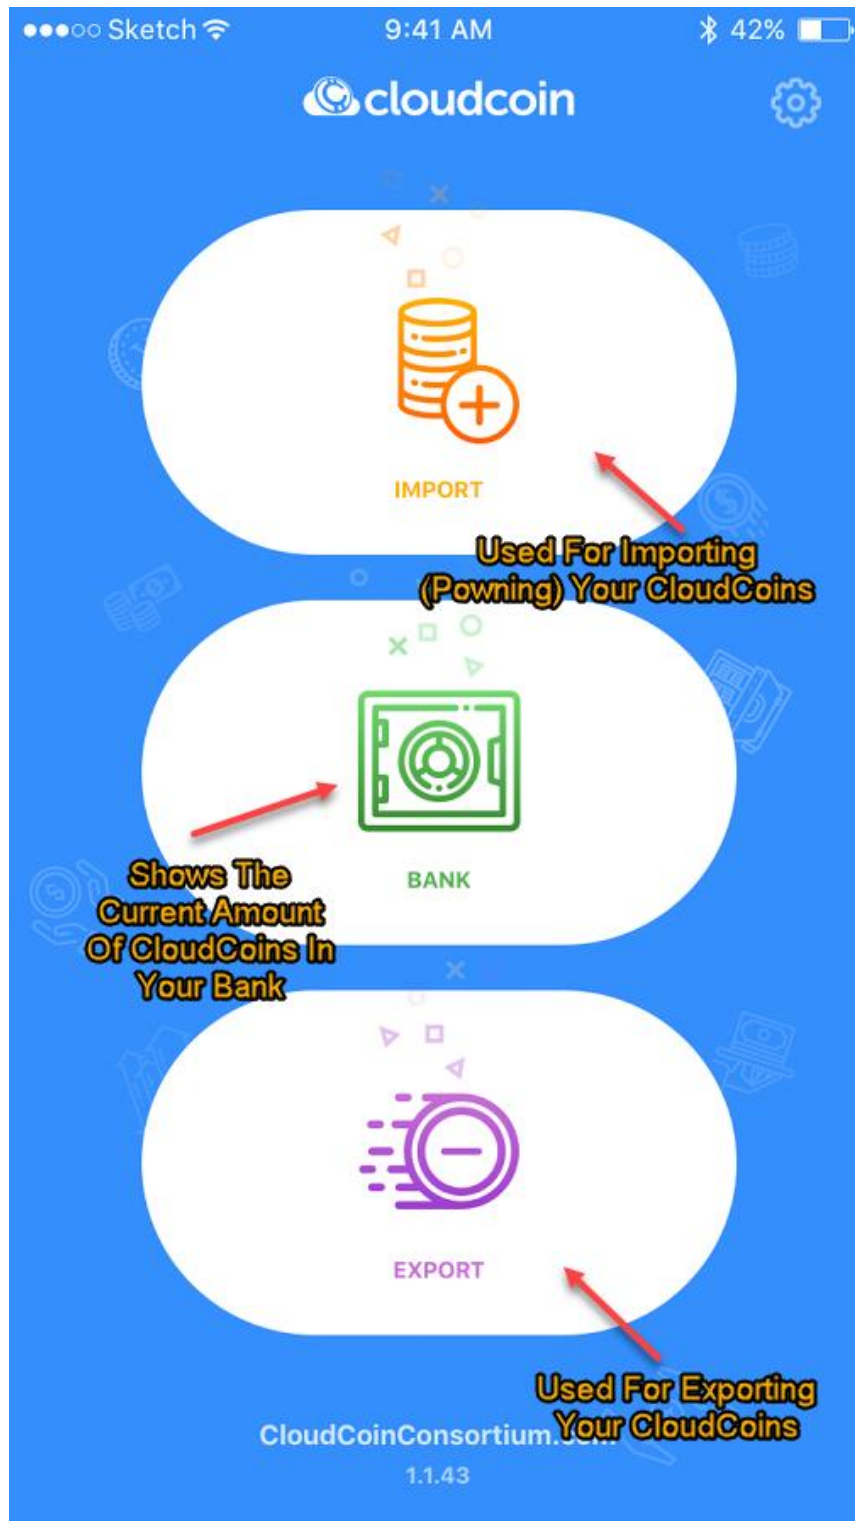 Sketch
9:41 AM
42%
cloudcoin
IMPORT
Used For Importing
(Powning) Your CloudCoins
BANK
Shows The
Current Amount
Of CloudCoins In
Your Bank
EXPORT
Used For Exporting
Your CloudCoins
CloudCoinConsortium.
1.1.43